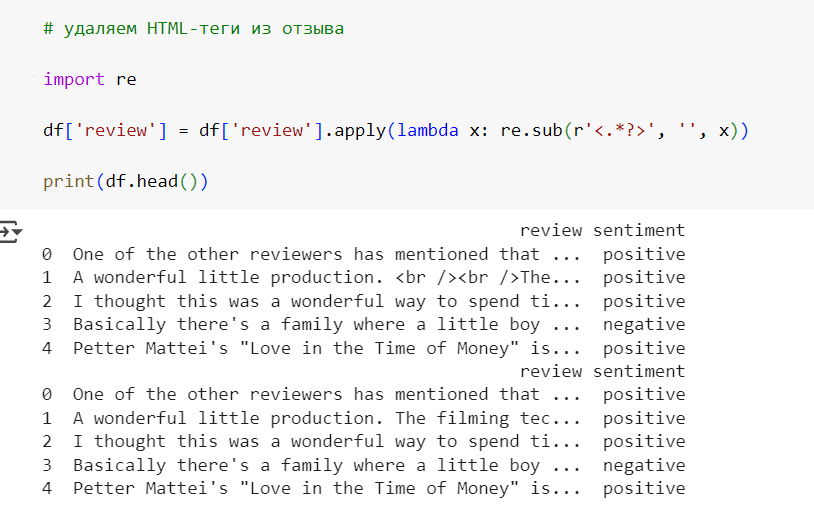 # удаляем HTML-теги из отзыва
import re
df['review'] = df['review'].apply(lambda x: re.sub(r'<.*?>', '', x))
print(df.head())
review sentiment
0 One of the other reviewers has mentioned that ... positive
1 A wonderful little production. <br /><br />The... positive
2 I thought this was a wonderful way to spend ti... positive
3 Basically there's a family where a little boy ... negative
4 Petter Mattei's "Love in the Time of Money" is... positive
review sentiment
0 One of the other reviewers has mentioned that ... positive
1 A wonderful little production. The filming tec... positive
2 I thought this was a wonderful way to spend ti... positive
3 Basically there's a family where a little boy ... negative
4 Petter Mattei's "Love in the Time of Money" is... positive